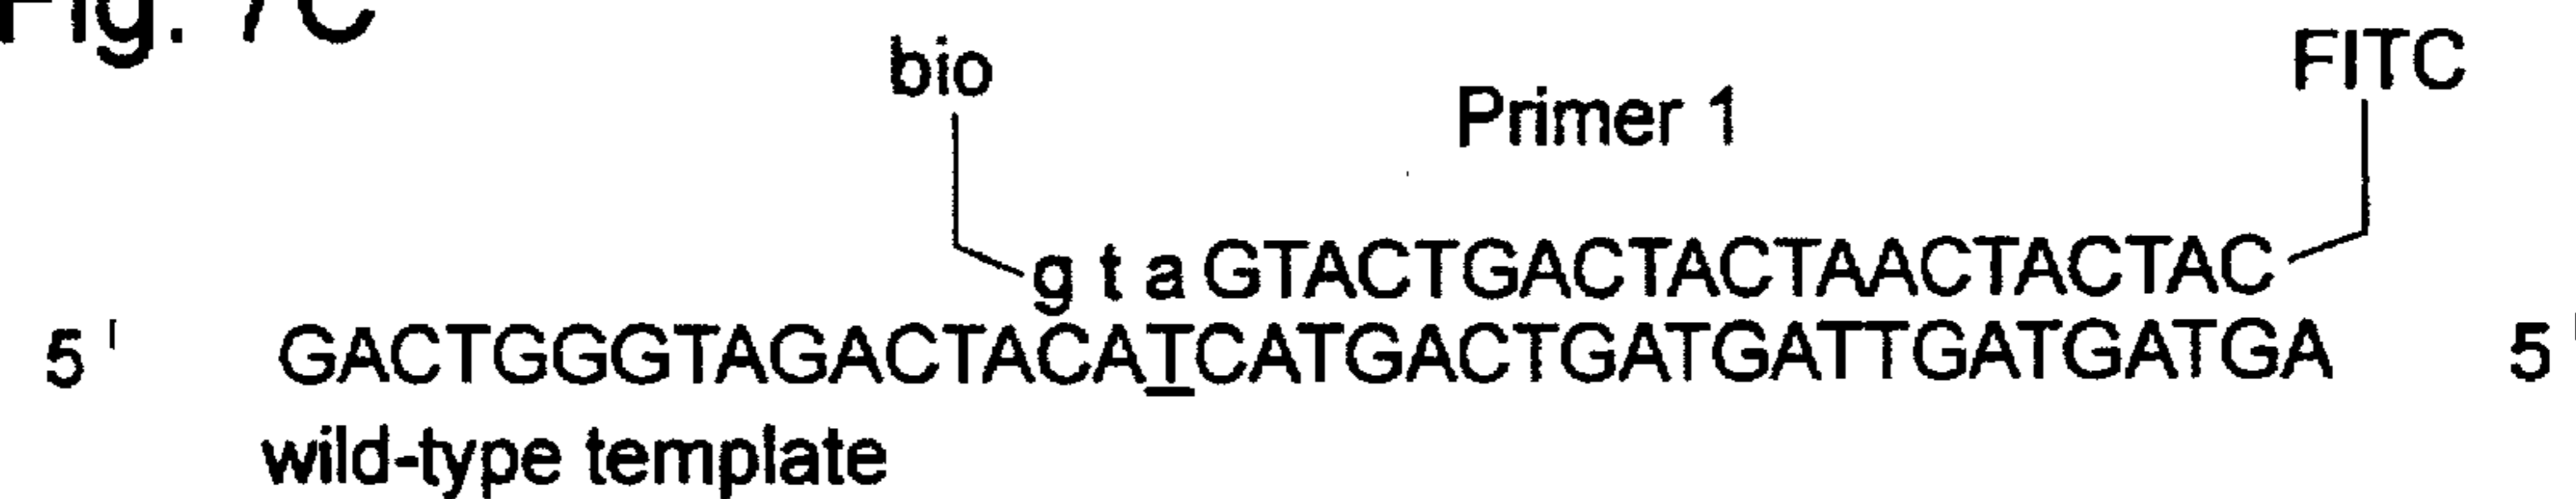 Fig. 7C
bio
FITC
Primer 1
g t a GTACTGACTACTAACTACTAC
5' GACTGGGTAGACTACATCATGACTGATGATTGATGATGA 5'
wild-type template